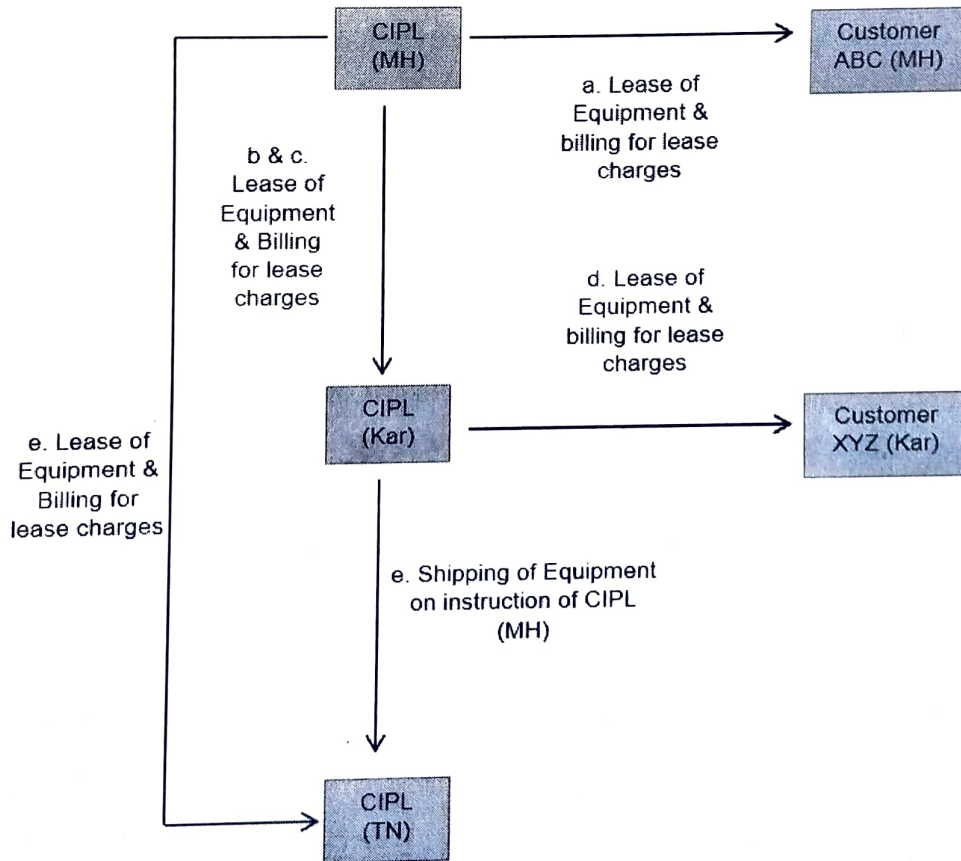 CIPL
(MH)
Customer
ABC (MH)
a. Lease of
Equipment &
billing for lease
charges
b & c.
Lease of
Equipment
& Billing
for lease
charges
d. Lease of
Equipment &
billing for lease
charges
CIPL
(Kar)
Customer
XYZ (Kar)
e. Lease of
Equipment &
Billing for
lease charges
e. Shipping of Equipment
on instruction of CIPL
(MH)
CIPL
(TN)